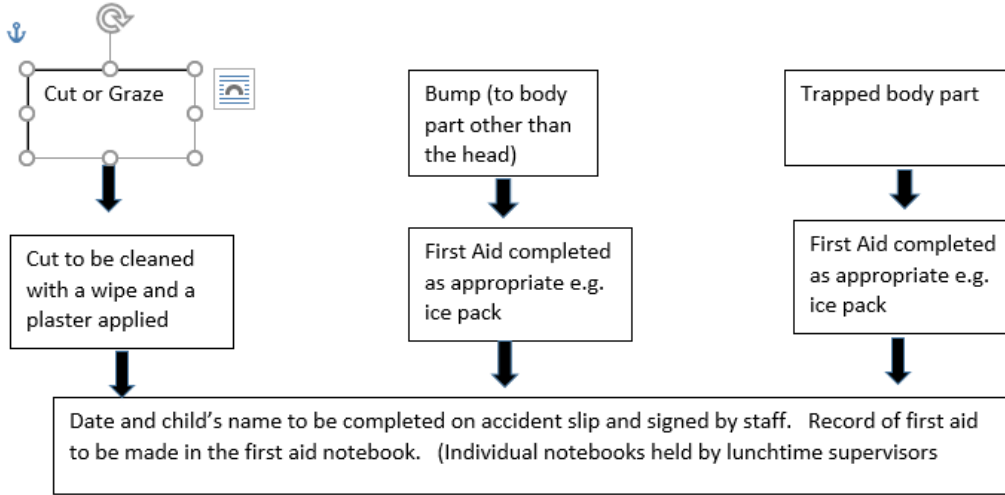 Cut or Graze
Bump (to body
part other than
the head)
Trapped body part
Cut to be cleaned
with a wipe and a
plaster applied
First Aid completed
as appropriate e.g.
ice pack
First Aid completed
as appropriate e.g.
ice pack
Date and child’s name to be completed on accident slip and signed by staff.   Record of first aid
to be made in the first aid notebook.   (Individual notebooks held by lunchtime supervisors